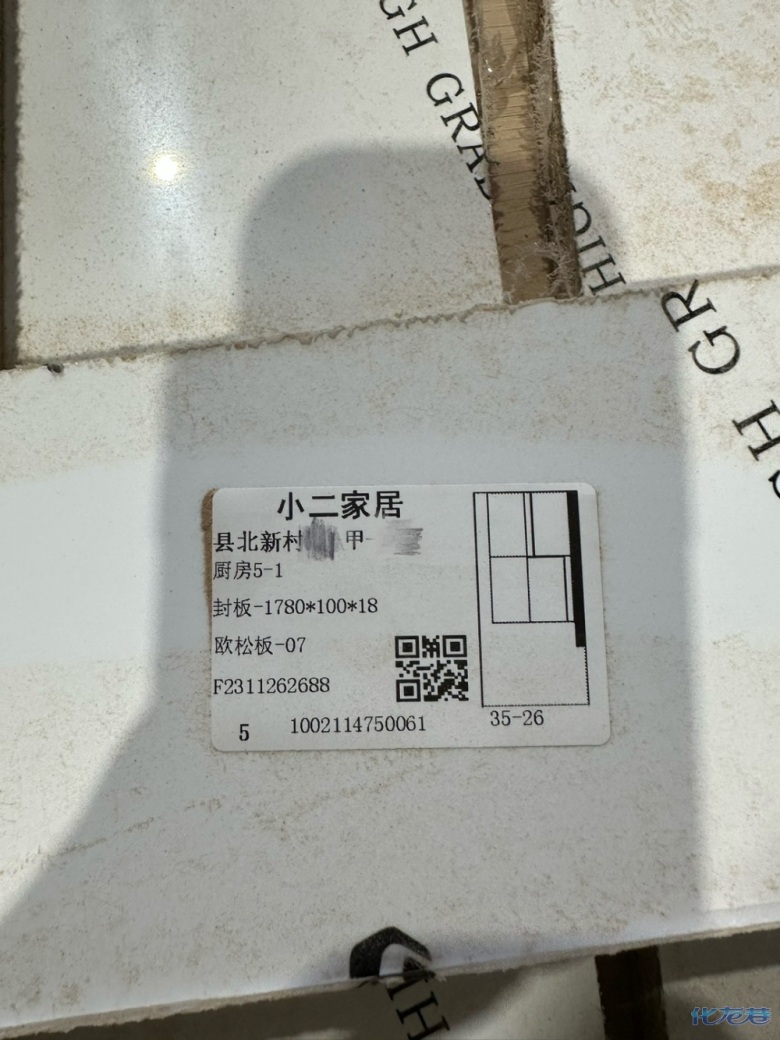 GH GRA
HIGH
GR
H
小二家居
县北新村 甲-
厨房5-1
封板-1780*100*18
欧松板-07
F2311262688
5 1002114750061 35-26
化龙巷